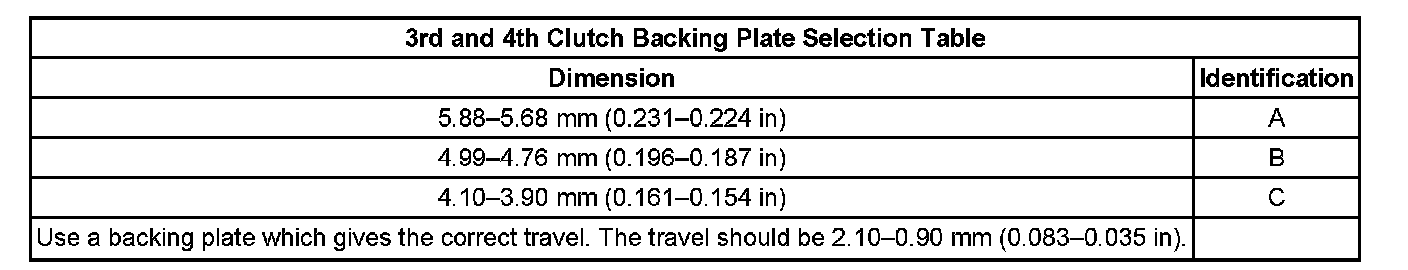 3rd and 4th Clutch Backing Plate Selection Table
Dimension Identification
5.88–5.68 mm (0.231–0.224 in) A
4.99–4.76 mm (0.196–0.187 in) B
4.10–3.90 mm (0.161–0.154 in) C
Use a backing plate which gives the correct travel. The travel should be 2.10–0.90 mm (0.083–0.035 in).